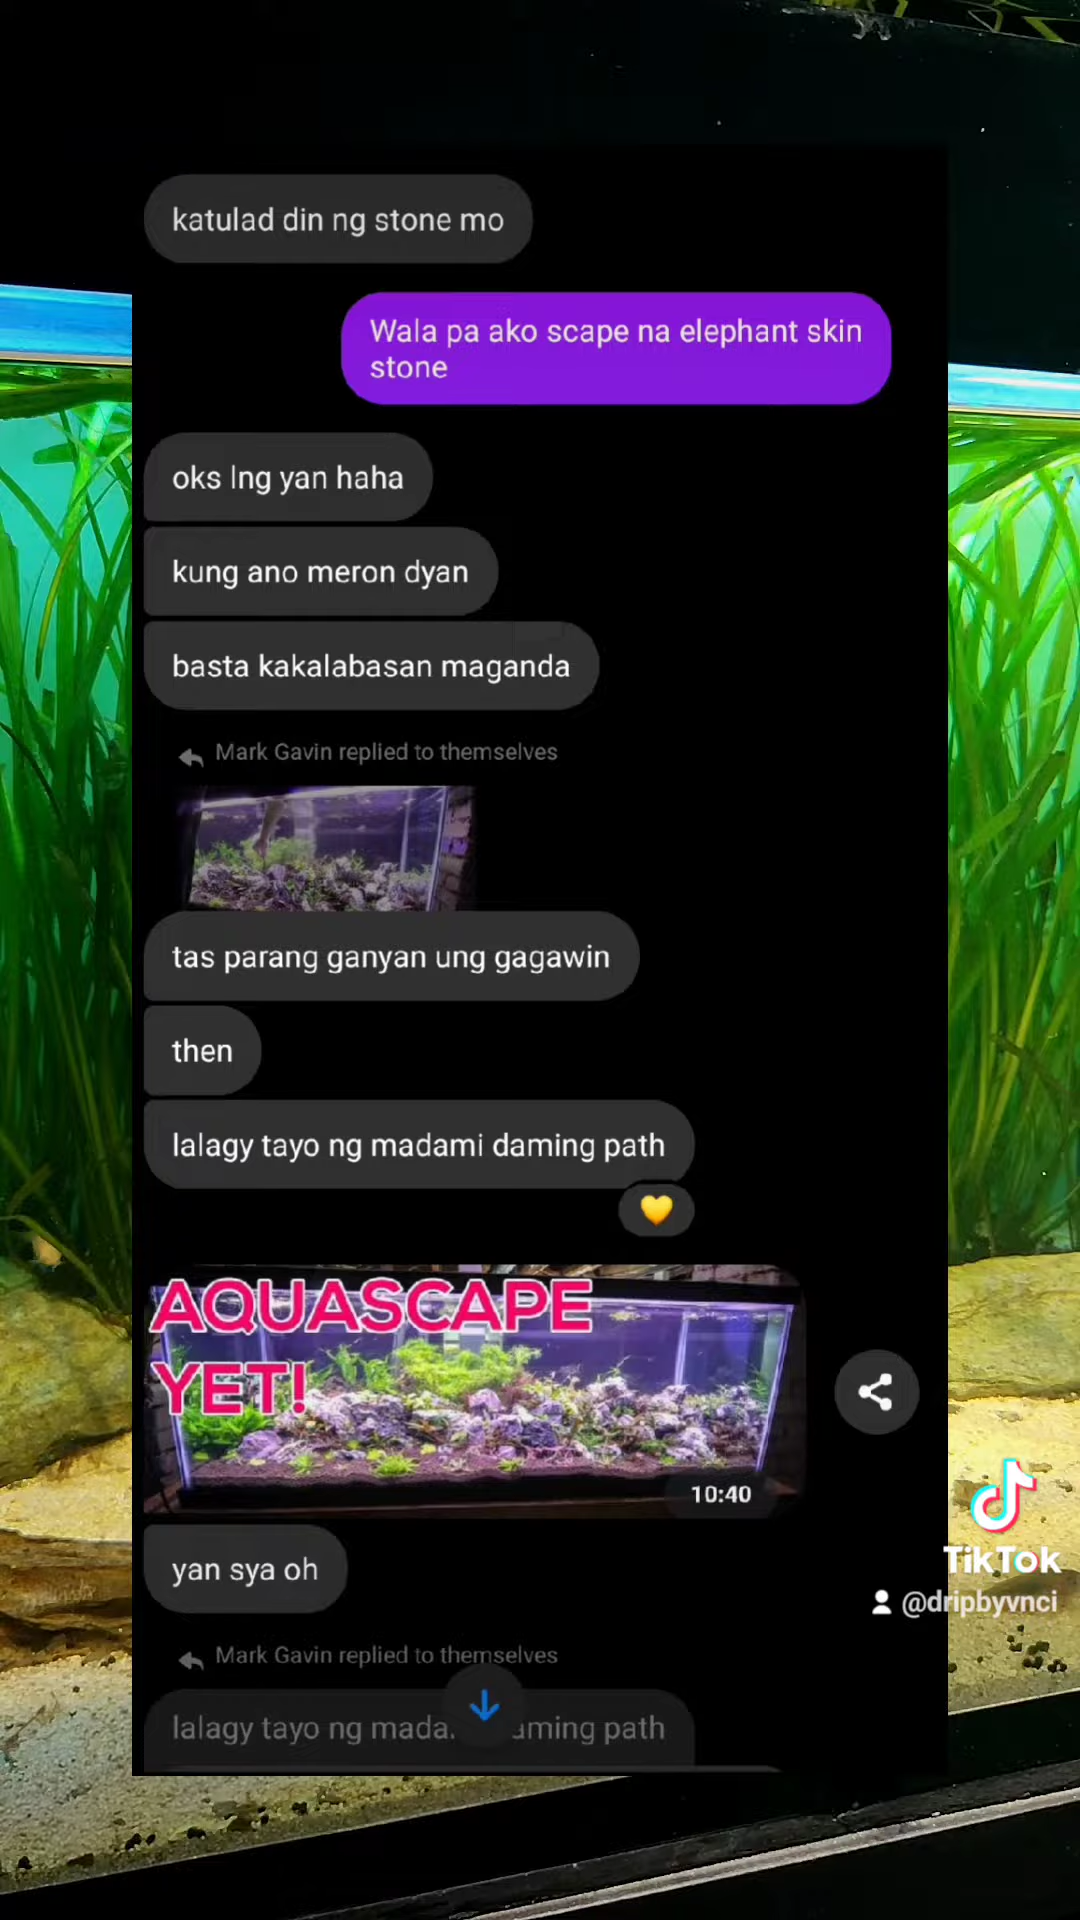 katulad din ng stone mo
Wala pa ako scape na elephant skin
stone
oks lng yan haha
kung ano meron dyan
basta kakalabasan maganda
Mark Gavin replied to themselves
tas parang ganyan ung gagawin
then
lalagy tayo ng madami daming path
AQUASCAPE
YET!
10:40
yan sya oh
TikTok
@dripbyvnci
Mark Gavin replied to themselves
lalagy tayo ng path